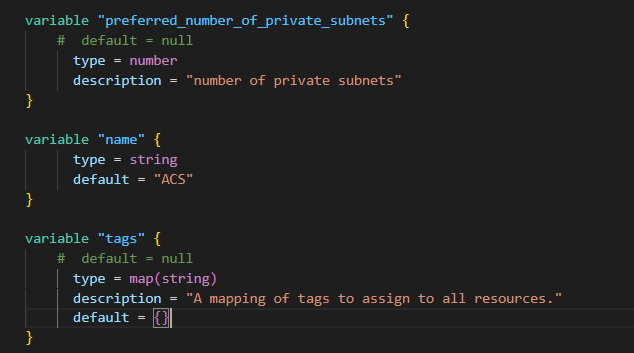 variable "preferred_number_of_private_subnets" {
# default = null
type = number
description = "number of private subnets"
}
variable "name" {
type = string
default = "ACS"
}
variable "tags" {
# default = null
type = map(string)
description = "A mapping of tags to assign to all resources."
default = {}
}